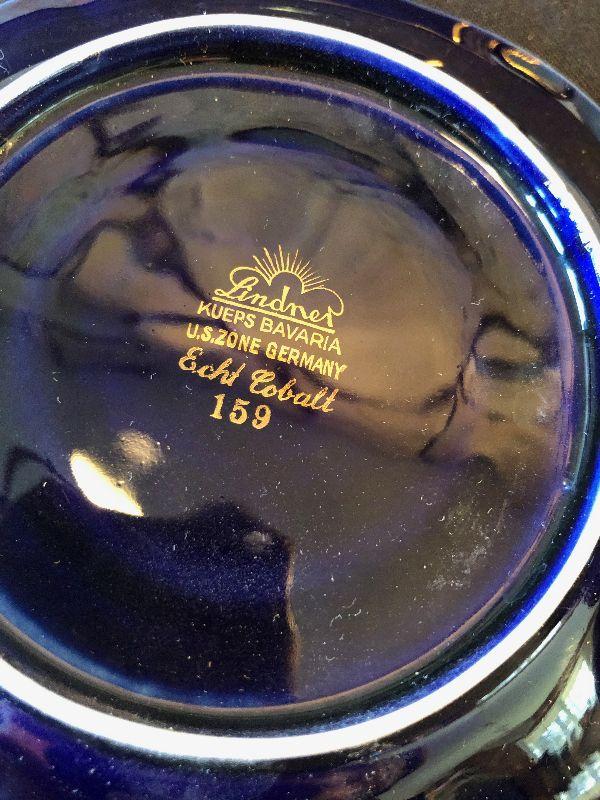 Lindner
KUEPS BAVARIA
U.S.ZONE GERMANY
Echt Cobalt
159